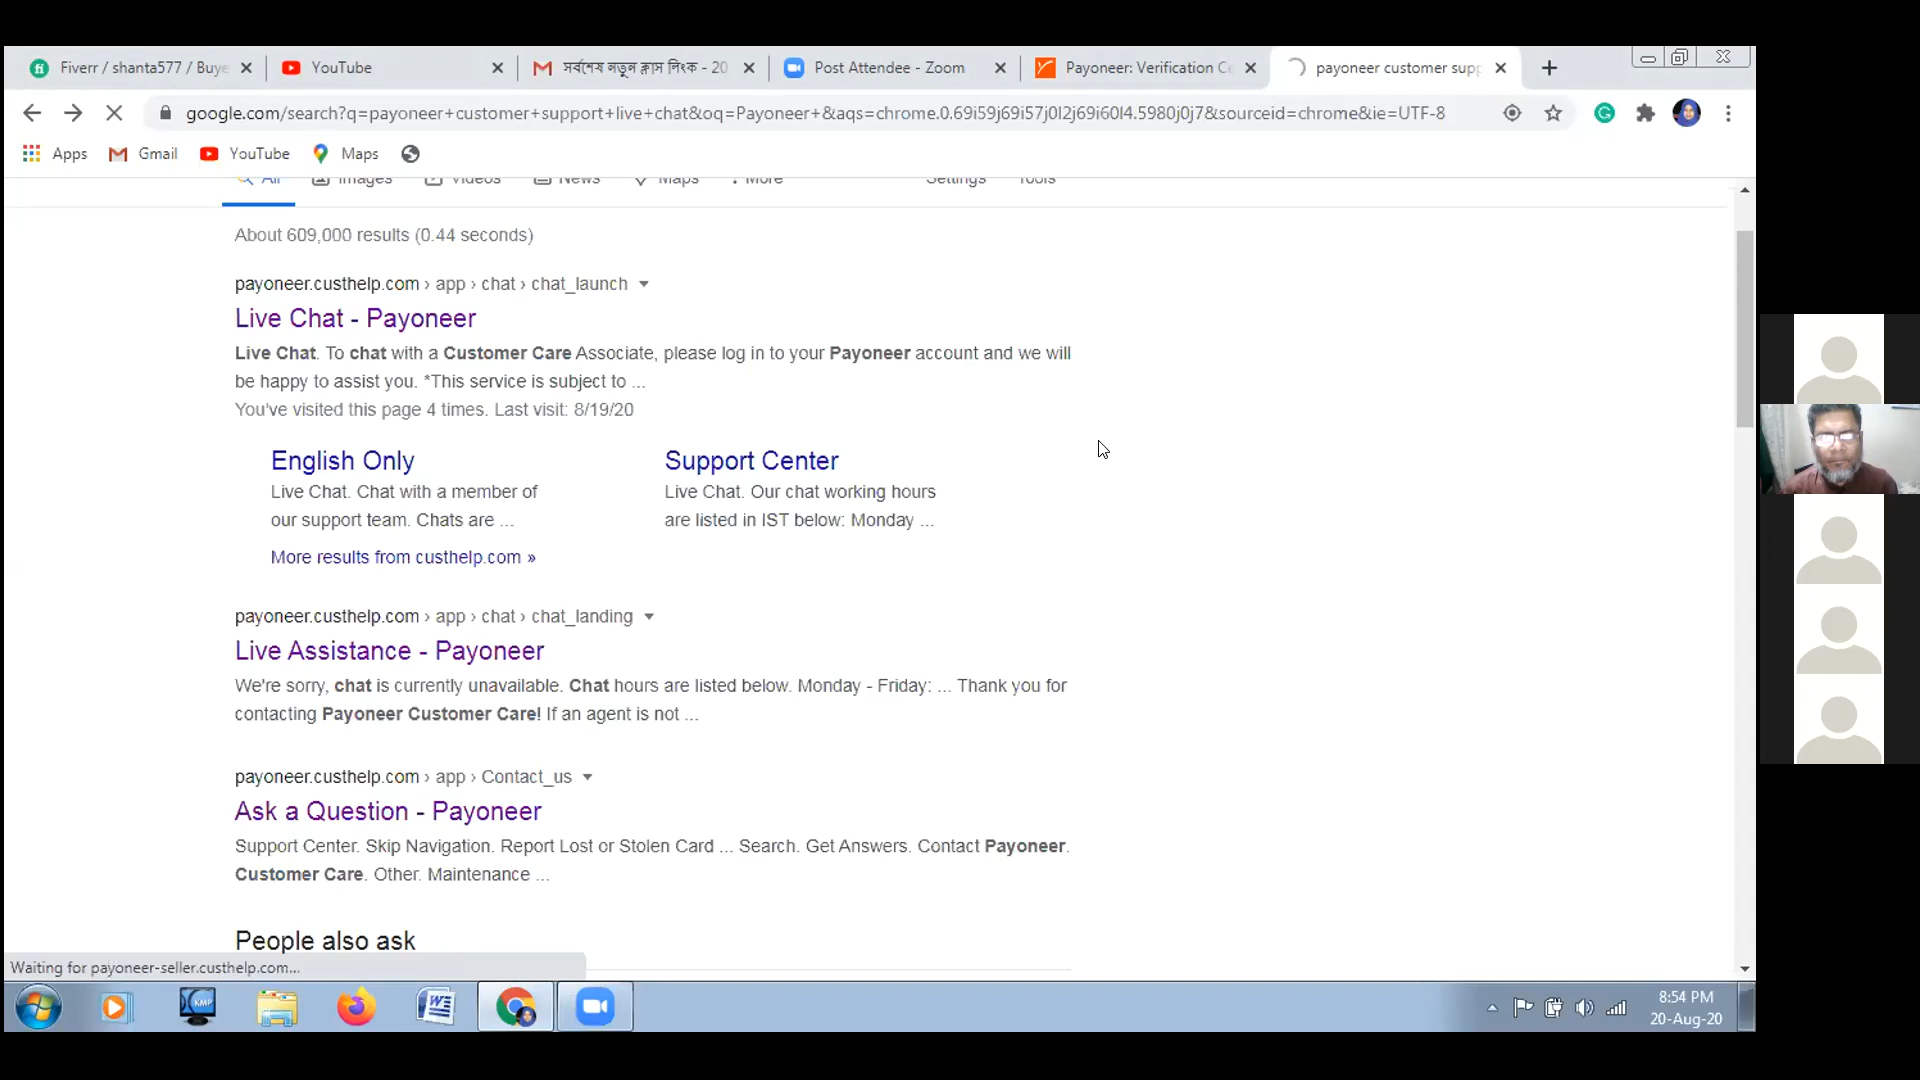 Fiverr / shanta577 / Buye
YouTube
সর্বশেষ নতুন ক্লাস লিংক - 20
Post Attendee - Zoom
Payoneer: Verification Ce
payoneer customer supp
google.com/search?q=payoneer+customer+support+live+chat&oq=Payoneer+&aqs=chrome.0.69i59j69i57j0l2j69i60l4.5980j0j7&sourceid=chrome&ie=UTF-8
Apps
Gmail
YouTube
Maps
All
Images
Videos
News
Maps
More
Settings
Tools
About 609,000 results (0.44 seconds)
payoneer.custhelp.com › app › chat › chat_launch
Live Chat - Payoneer
Live Chat. To chat with a Customer Care Associate, please log in to your Payoneer account and we will
be happy to assist you. *This service is subject to ...
You've visited this page 4 times. Last visit: 8/19/20
English Only
Live Chat. Chat with a member of
our support team. Chats are ...
Support Center
Live Chat. Our chat working hours
are listed in IST below: Monday ...
More results from custhelp.com »
payoneer.custhelp.com › app › chat › chat_landing
Live Assistance - Payoneer
We're sorry, chat is currently unavailable. Chat hours are listed below. Monday - Friday: ... Thank you for
contacting Payoneer Customer Care! If an agent is not ...
payoneer.custhelp.com › app › Contact_us
Ask a Question - Payoneer
Support Center. Skip Navigation. Report Lost or Stolen Card ... Search. Get Answers. Contact Payoneer.
Customer Care. Other. Maintenance ...
People also ask
Waiting for payoneer-seller.custhelp.com...
KMP
8:54 PM
20-Aug-20